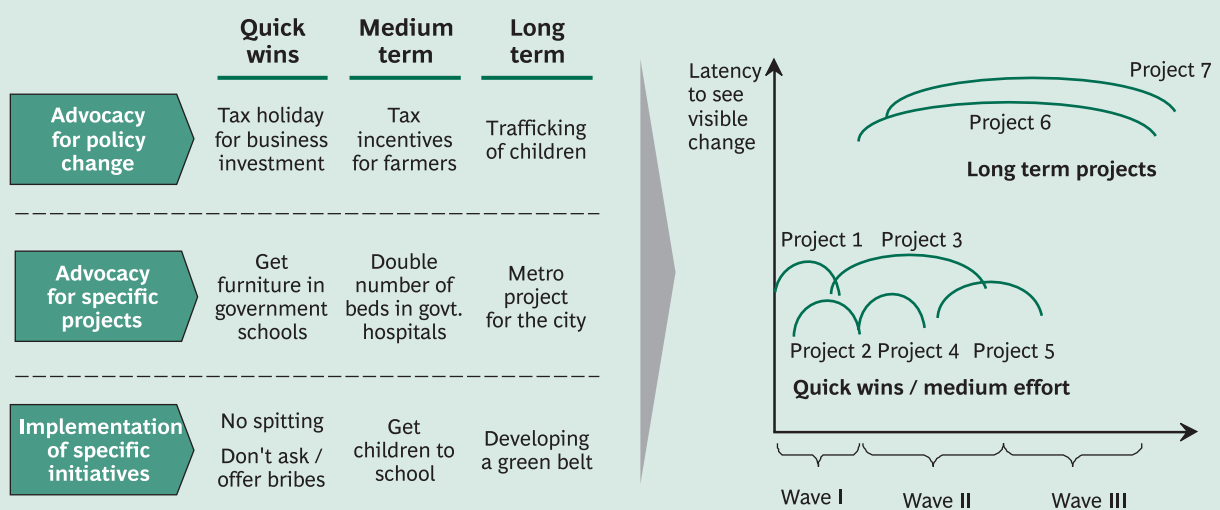 Quick
wins
Medium
term
Long
term
Advocacy
for policy
change
Tax holiday
for business
investment
Tax
incentives
for farmers
Trafficking
of children
Advocacy
for specific
projects
Get
furniture in
government
schools
Double
number of
beds in govt.
hospitals
Metro
project
for the city
Implementation
of specific
initiatives
No spitting
Don't ask /
offer bribes
Get
children to
school
Developing
a green belt
Latency
to see
visible
change
Project 7
Project 6
Long term projects
Project 1
Project 3
Project 2
Project 4
Project 5
Quick wins / medium effort
Wave I
Wave II
Wave III